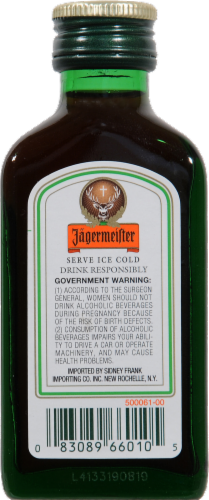 Jägermeister
SERVE ICE COLD
DRINK RESPONSIBLY
GOVERNMENT WARNING:
(1) ACCORDING TO THE SURGEON
GENERAL, WOMEN SHOULD NOT
DRINK ALCOHOLIC BEVERAGES
DURING PREGNANCY BECAUSE
OF THE RISK OF BIRTH DEFECTS.
(2) CONSUMPTION OF ALCOHOLIC
BEVERAGES IMPAIRS YOUR ABILI-
TY TO DRIVE A CAR OR OPERATE
MACHINERY, AND MAY CAUSE
HEALTH PROBLEMS.
IMPORTED BY SIDNEY FRANK
IMPORTING CO. INC. NEW ROCHELLE, N.Y.
500061-00
0 83089 66010 5
L4133190810